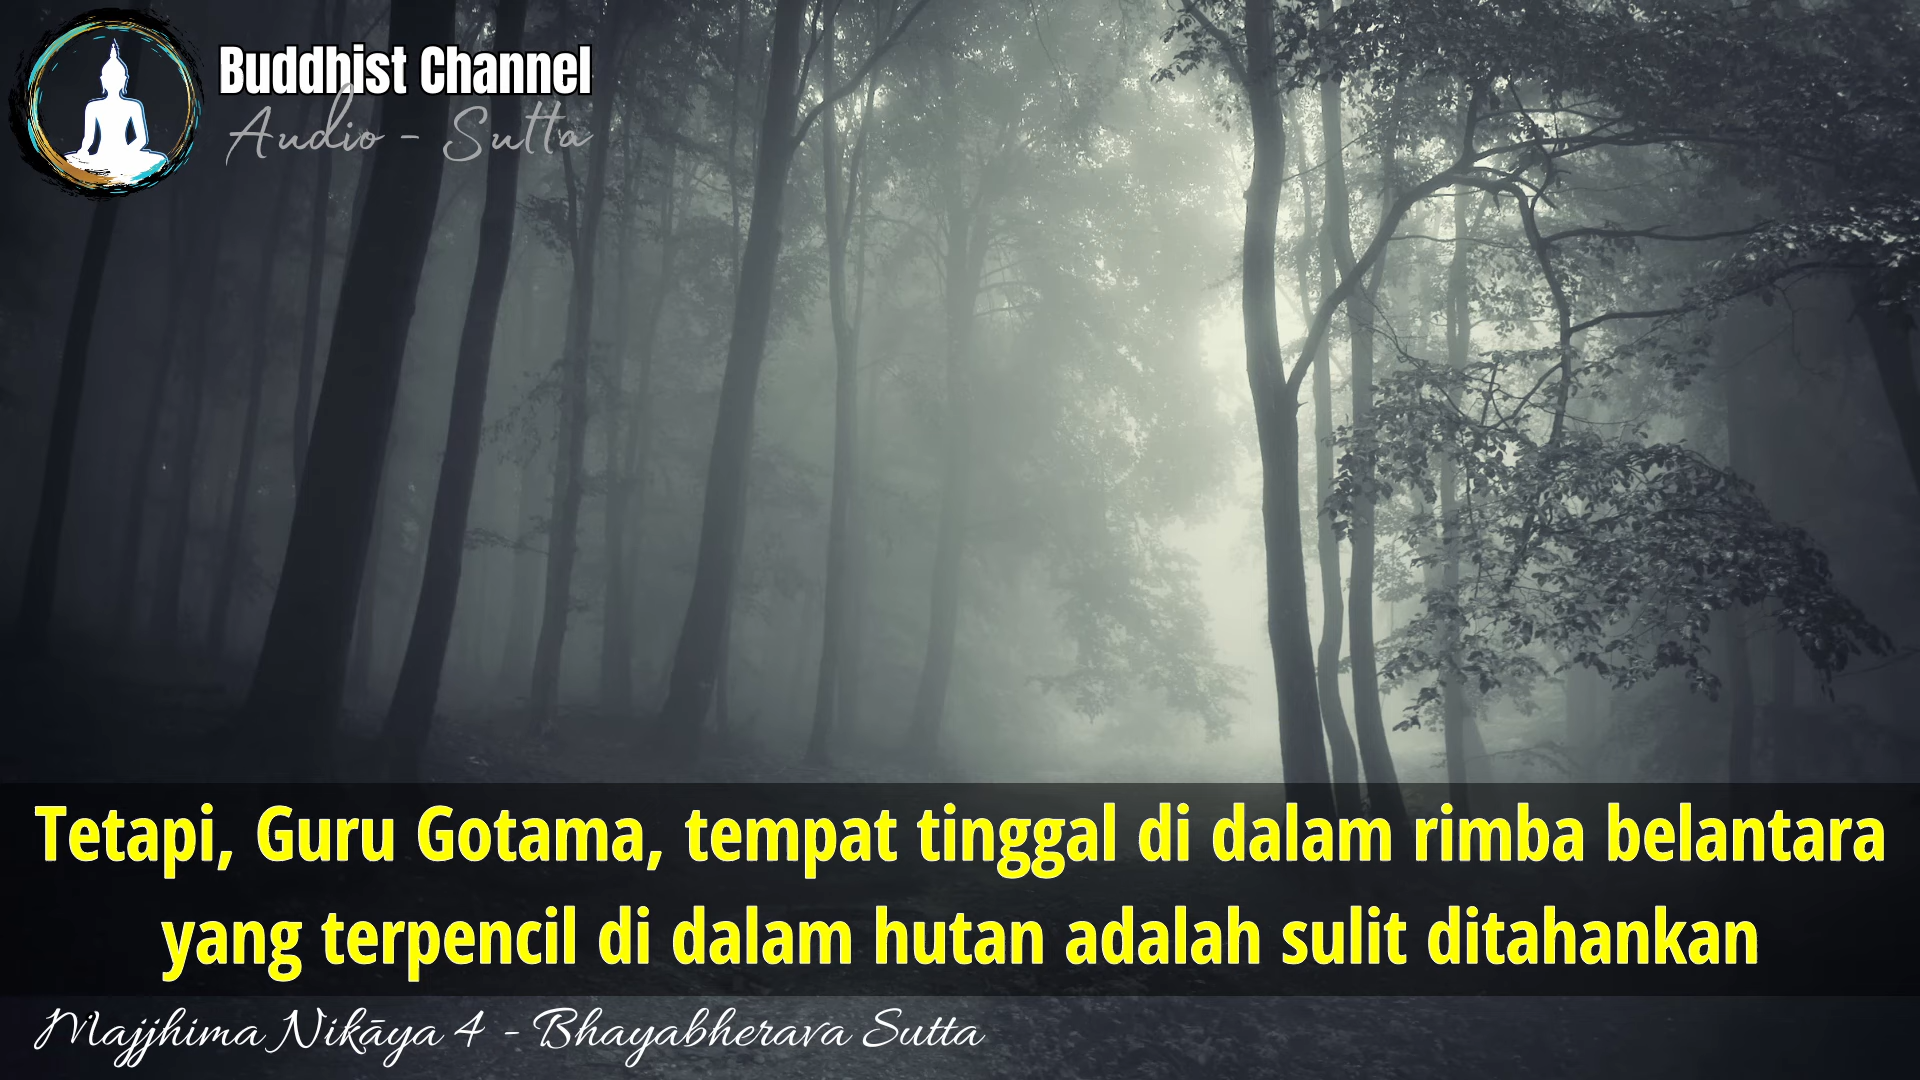 Buddhist Channel
Audio - Sutta
Tetapi, Guru Gotama, tempat tinggal di dalam rimba belantara
yang terpencil di dalam hutan adalah sulit ditahankan
Majjhima Nikāya 4 - Bhayabherava Sutta